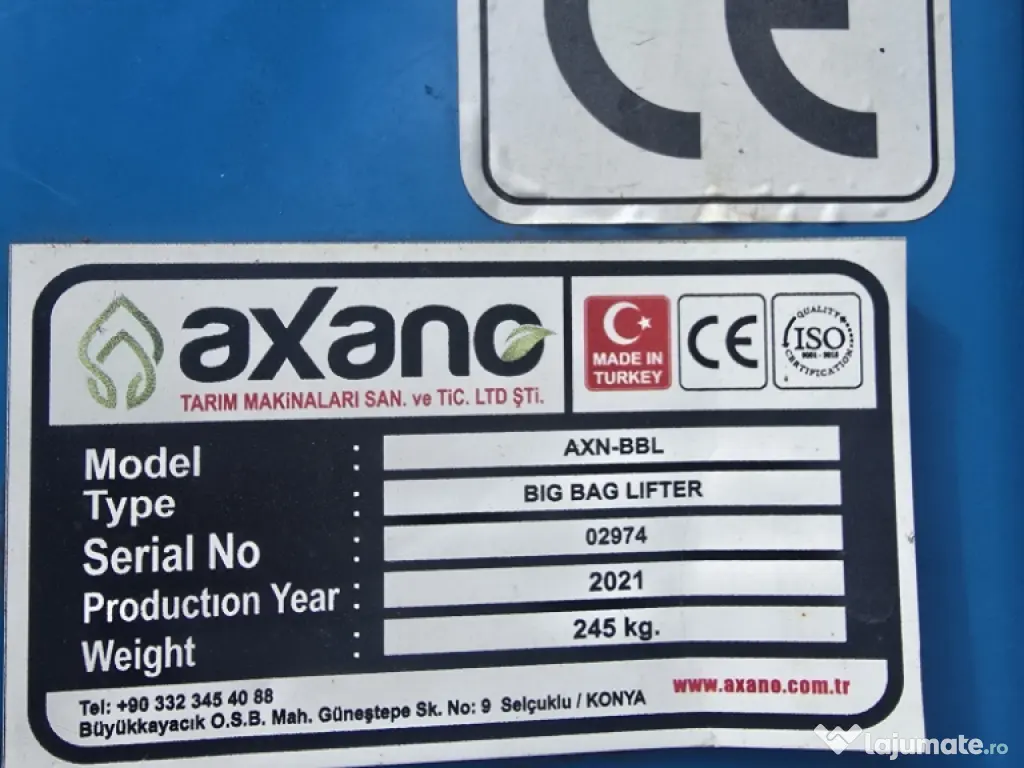 CE
axano
TARIM MAKiNALARI SAN. ve TiC. LTD ŞTi.
MADE IN
TURKEY
CE
QUALITY
ISO
CERTIFICATION
Model : AXN-BBL
Type : BIG BAG LIFTER
Serial No : 02974
Productıon Year : 2021
Weight : 245 kg.
Tel: +90 332 345 40 88
Büyükkayacık O.S.B. Mah. Güneştepe Sk. No: 9 Selçuklu / KONYA
www.axano.com.tr
lajumate.ro